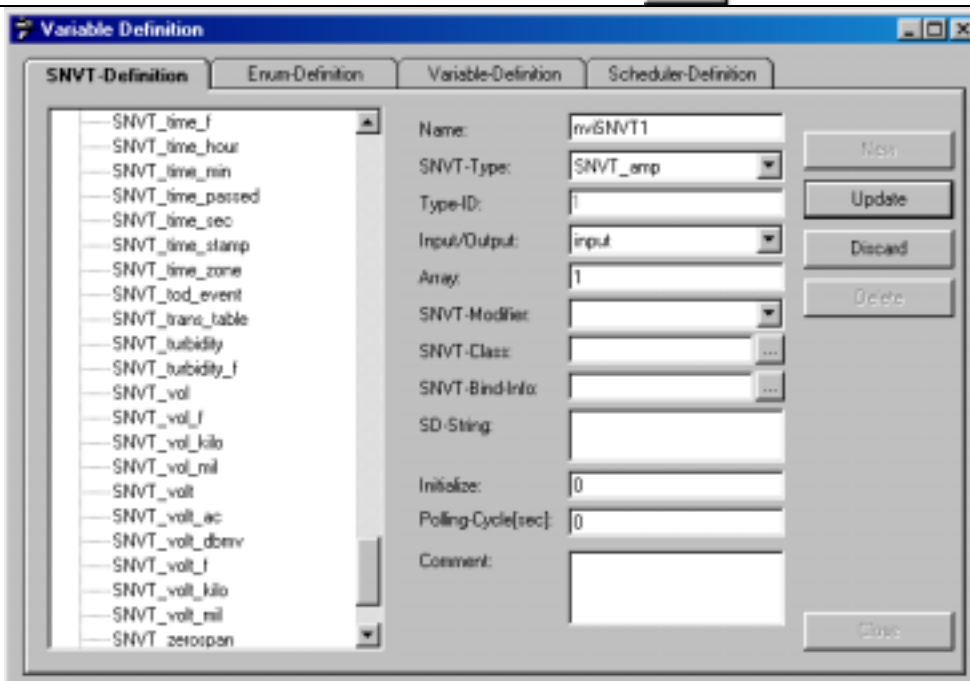 Variable Definition
SNVT-Definition
Enum-Definition
Variable-Definition
Scheduler-Definition
SNVT_time_f
SNVT_time_hour
SNVT_time_min
SNVT_time_passed
SNVT_time_sec
SNVT_time_stamp
SNVT_time_zone
SNVT_tod_event
SNVT_trans_table
SNVT_turbidity
SNVT_turbidity_f
SNVT_vol
SNVT_vol_f
SNVT_vol_kilo
SNVT_vol_mil
SNVT_volt
SNVT_volt_ac
SNVT_volt_dbmv
SNVT_volt_f
SNVT_volt_kilo
SNVT_volt_mil
SNVT_zerospan
Name: nviSNVT1
SNVT-Type: SNVT_amp
Type-ID: 1
Input/Output: input
Array: 1
SNVT-Modifier:
SNVT-Class: ...
SNVT-Bind-Info: ...
SD-String:
Initialize: 0
Polling-Cycle[sec]: 0
Comment:
New
Update
Discard
Delete
Close